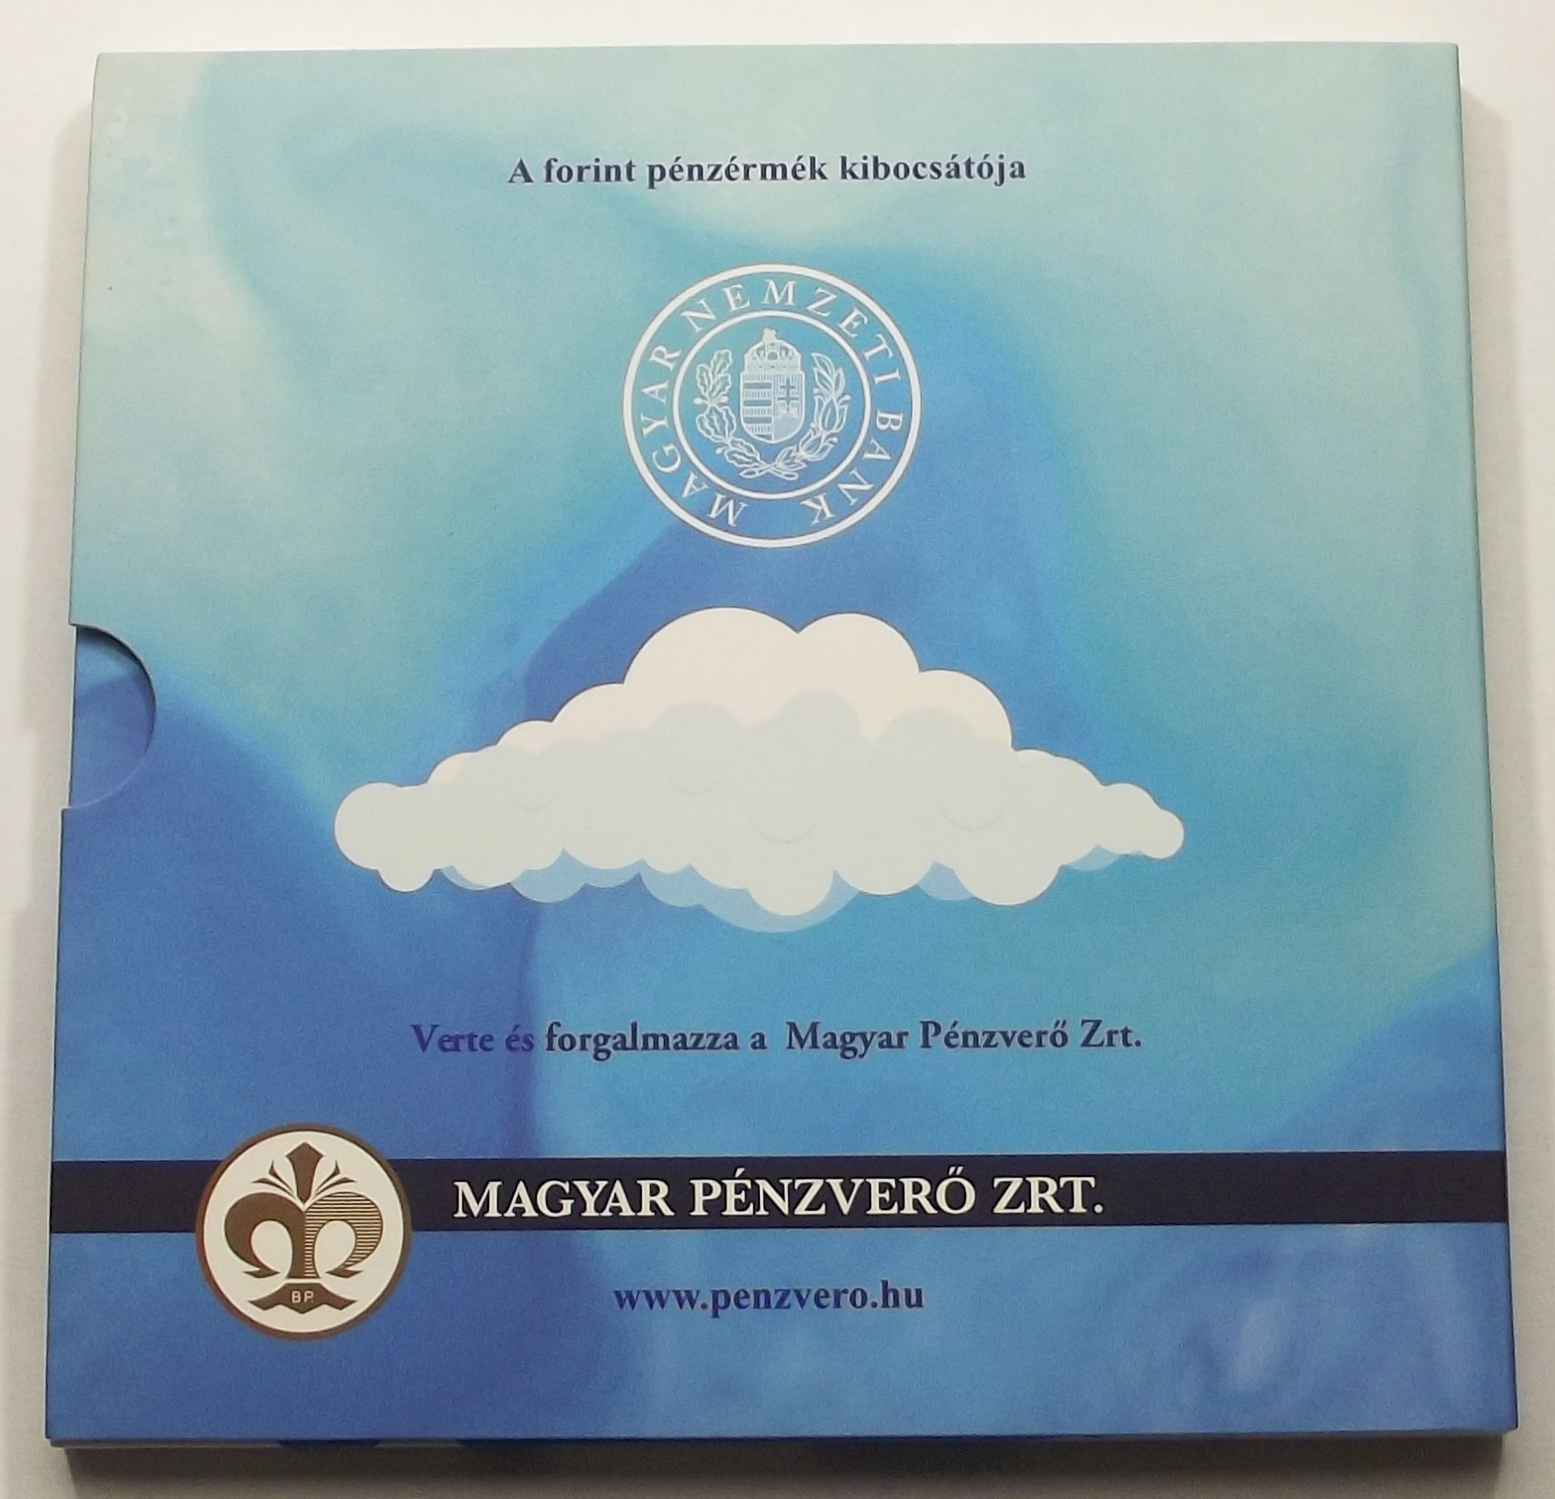 A forint pénzérmék kibocsátója
MAGYAR NEMZETI BANK
Verte és forgalmazza a Magyar Pénzverő Zrt.
MAGYAR PÉNZVERŐ ZRT.
BP.
www.penzvero.hu